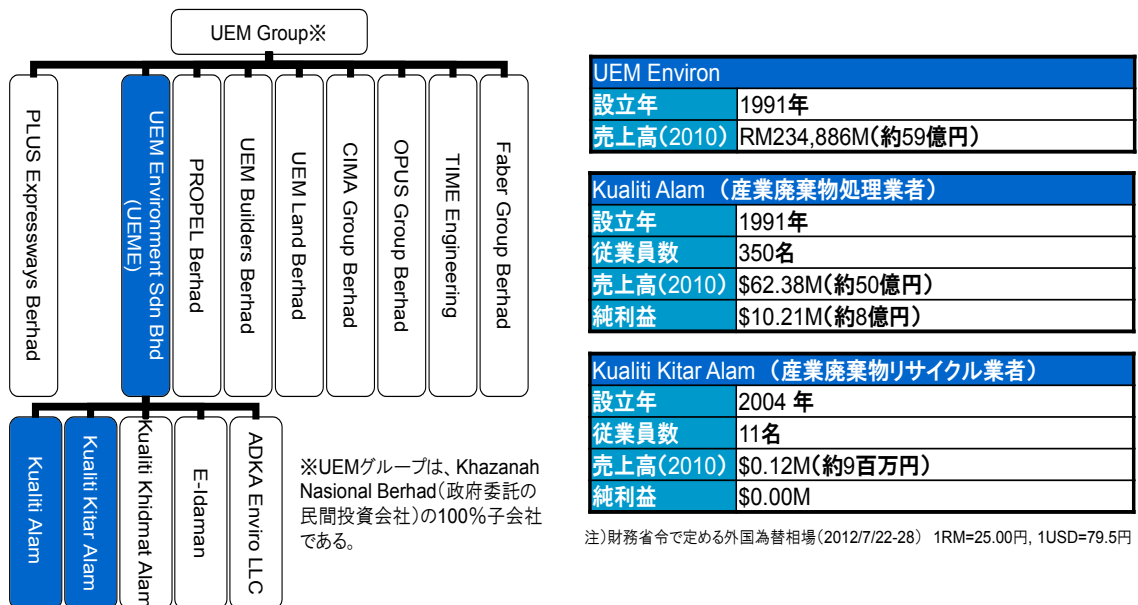 UEM Group※
PLUS Expressways Berhad
UEM Environment Sdn Bhd
(UEME)
PROPEL Berhad
UEM Builders Berhad
UEM Land Berhad
CIMA Group Berhad
OPUS Group Berhad
TIME Engineering
Faber Group Berhad
Kualiti Alam
Kualiti Kitar Alam
Kualiti Khidmat Alam
E-Idaman
ADKA Enviro LLC
※UEMグループは、Khazanah
Nasional Berhad(政府委託の
民間投資会社)の100%子会社
である。
UEM Environ
設立年 1991年
売上高(2010) RM234,886M(約59億円)
Kualiti Alam (産業廃棄物処理業者)
設立年 1991年
従業員数 350名
売上高(2010) $62.38M(約50億円)
純利益 $10.21M(約8億円)
Kualiti Kitar Alam (産業廃棄物リサイクル業者)
設立年 2004 年
従業員数 11名
売上高(2010) $0.12M(約9百万円)
純利益 $0.00M
注)財務省令で定める外国為替相場(2012/7/22-28) 1RM=25.00円, 1USD=79.5円